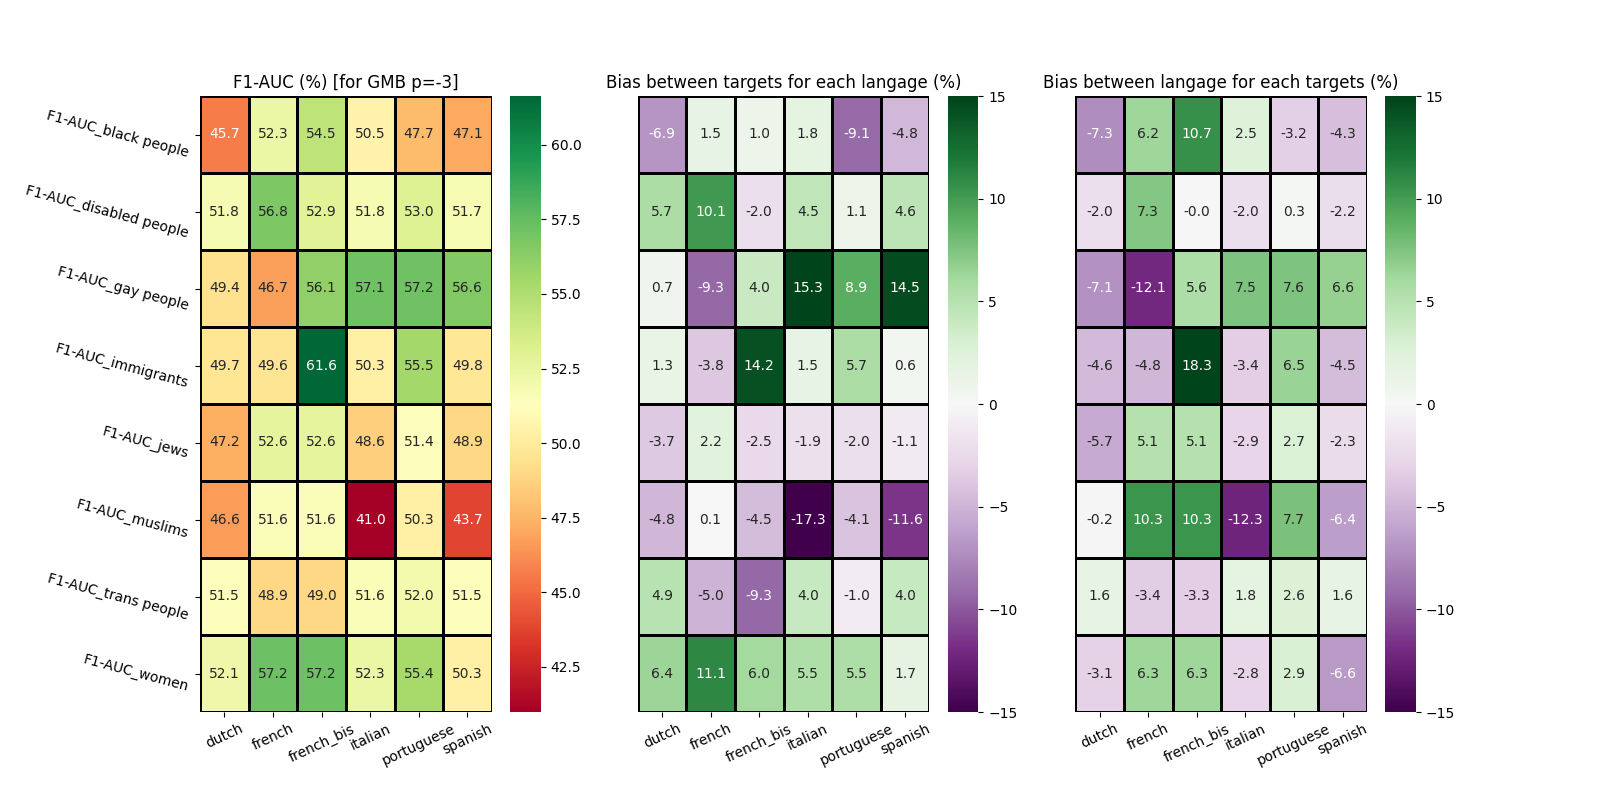 F1-AUC (%) [for GMB p=-3]
F1-AUC_black people 45.7 52.3 54.5 50.5 47.7 47.1
F1-AUC_disabled people 51.8 56.8 52.9 51.8 53.0 51.7
F1-AUC_gay people 49.4 46.7 56.1 57.1 57.2 56.6
F1-AUC_immigrants 49.7 49.6 61.6 50.3 55.5 49.8
F1-AUC_jews 47.2 52.6 52.6 48.6 51.4 48.9
F1-AUC_muslims 46.6 51.6 51.6 41.0 50.3 43.7
F1-AUC_trans people 51.5 48.9 49.0 51.6 52.0 51.5
F1-AUC_women 52.1 57.2 57.2 52.3 55.4 50.3
dutch french french_bis italian portuguese spanish
60.0
57.5
55.0
52.5
50.0
47.5
45.0
42.5
Bias between targets for each langage (%)
-6.9 1.5 1.0 1.8 -9.1 -4.8
5.7 10.1 -2.0 4.5 1.1 4.6
0.7 -9.3 4.0 15.3 8.9 14.5
1.3 -3.8 14.2 1.5 5.7 0.6
-3.7 2.2 -2.5 -1.9 -2.0 -1.1
-4.8 0.1 -4.5 -17.3 -4.1 -11.6
4.9 -5.0 -9.3 4.0 -1.0 4.0
6.4 11.1 6.0 5.5 5.5 1.7
dutch french french_bis italian portuguese spanish
15
10
5
0
−5
−10
−15
Bias between langage for each targets (%)
-7.3 6.2 10.7 2.5 -3.2 -4.3
-2.0 7.3 -0.0 -2.0 0.3 -2.2
-7.1 -12.1 5.6 7.5 7.6 6.6
-4.6 -4.8 18.3 -3.4 6.5 -4.5
-5.7 5.1 5.1 -2.9 2.7 -2.3
-0.2 10.3 10.3 -12.3 7.7 -6.4
1.6 -3.4 -3.3 1.8 2.6 1.6
-3.1 6.3 6.3 -2.8 2.9 -6.6
dutch french french_bis italian portuguese spanish
15
10
5
0
−5
−10
−15